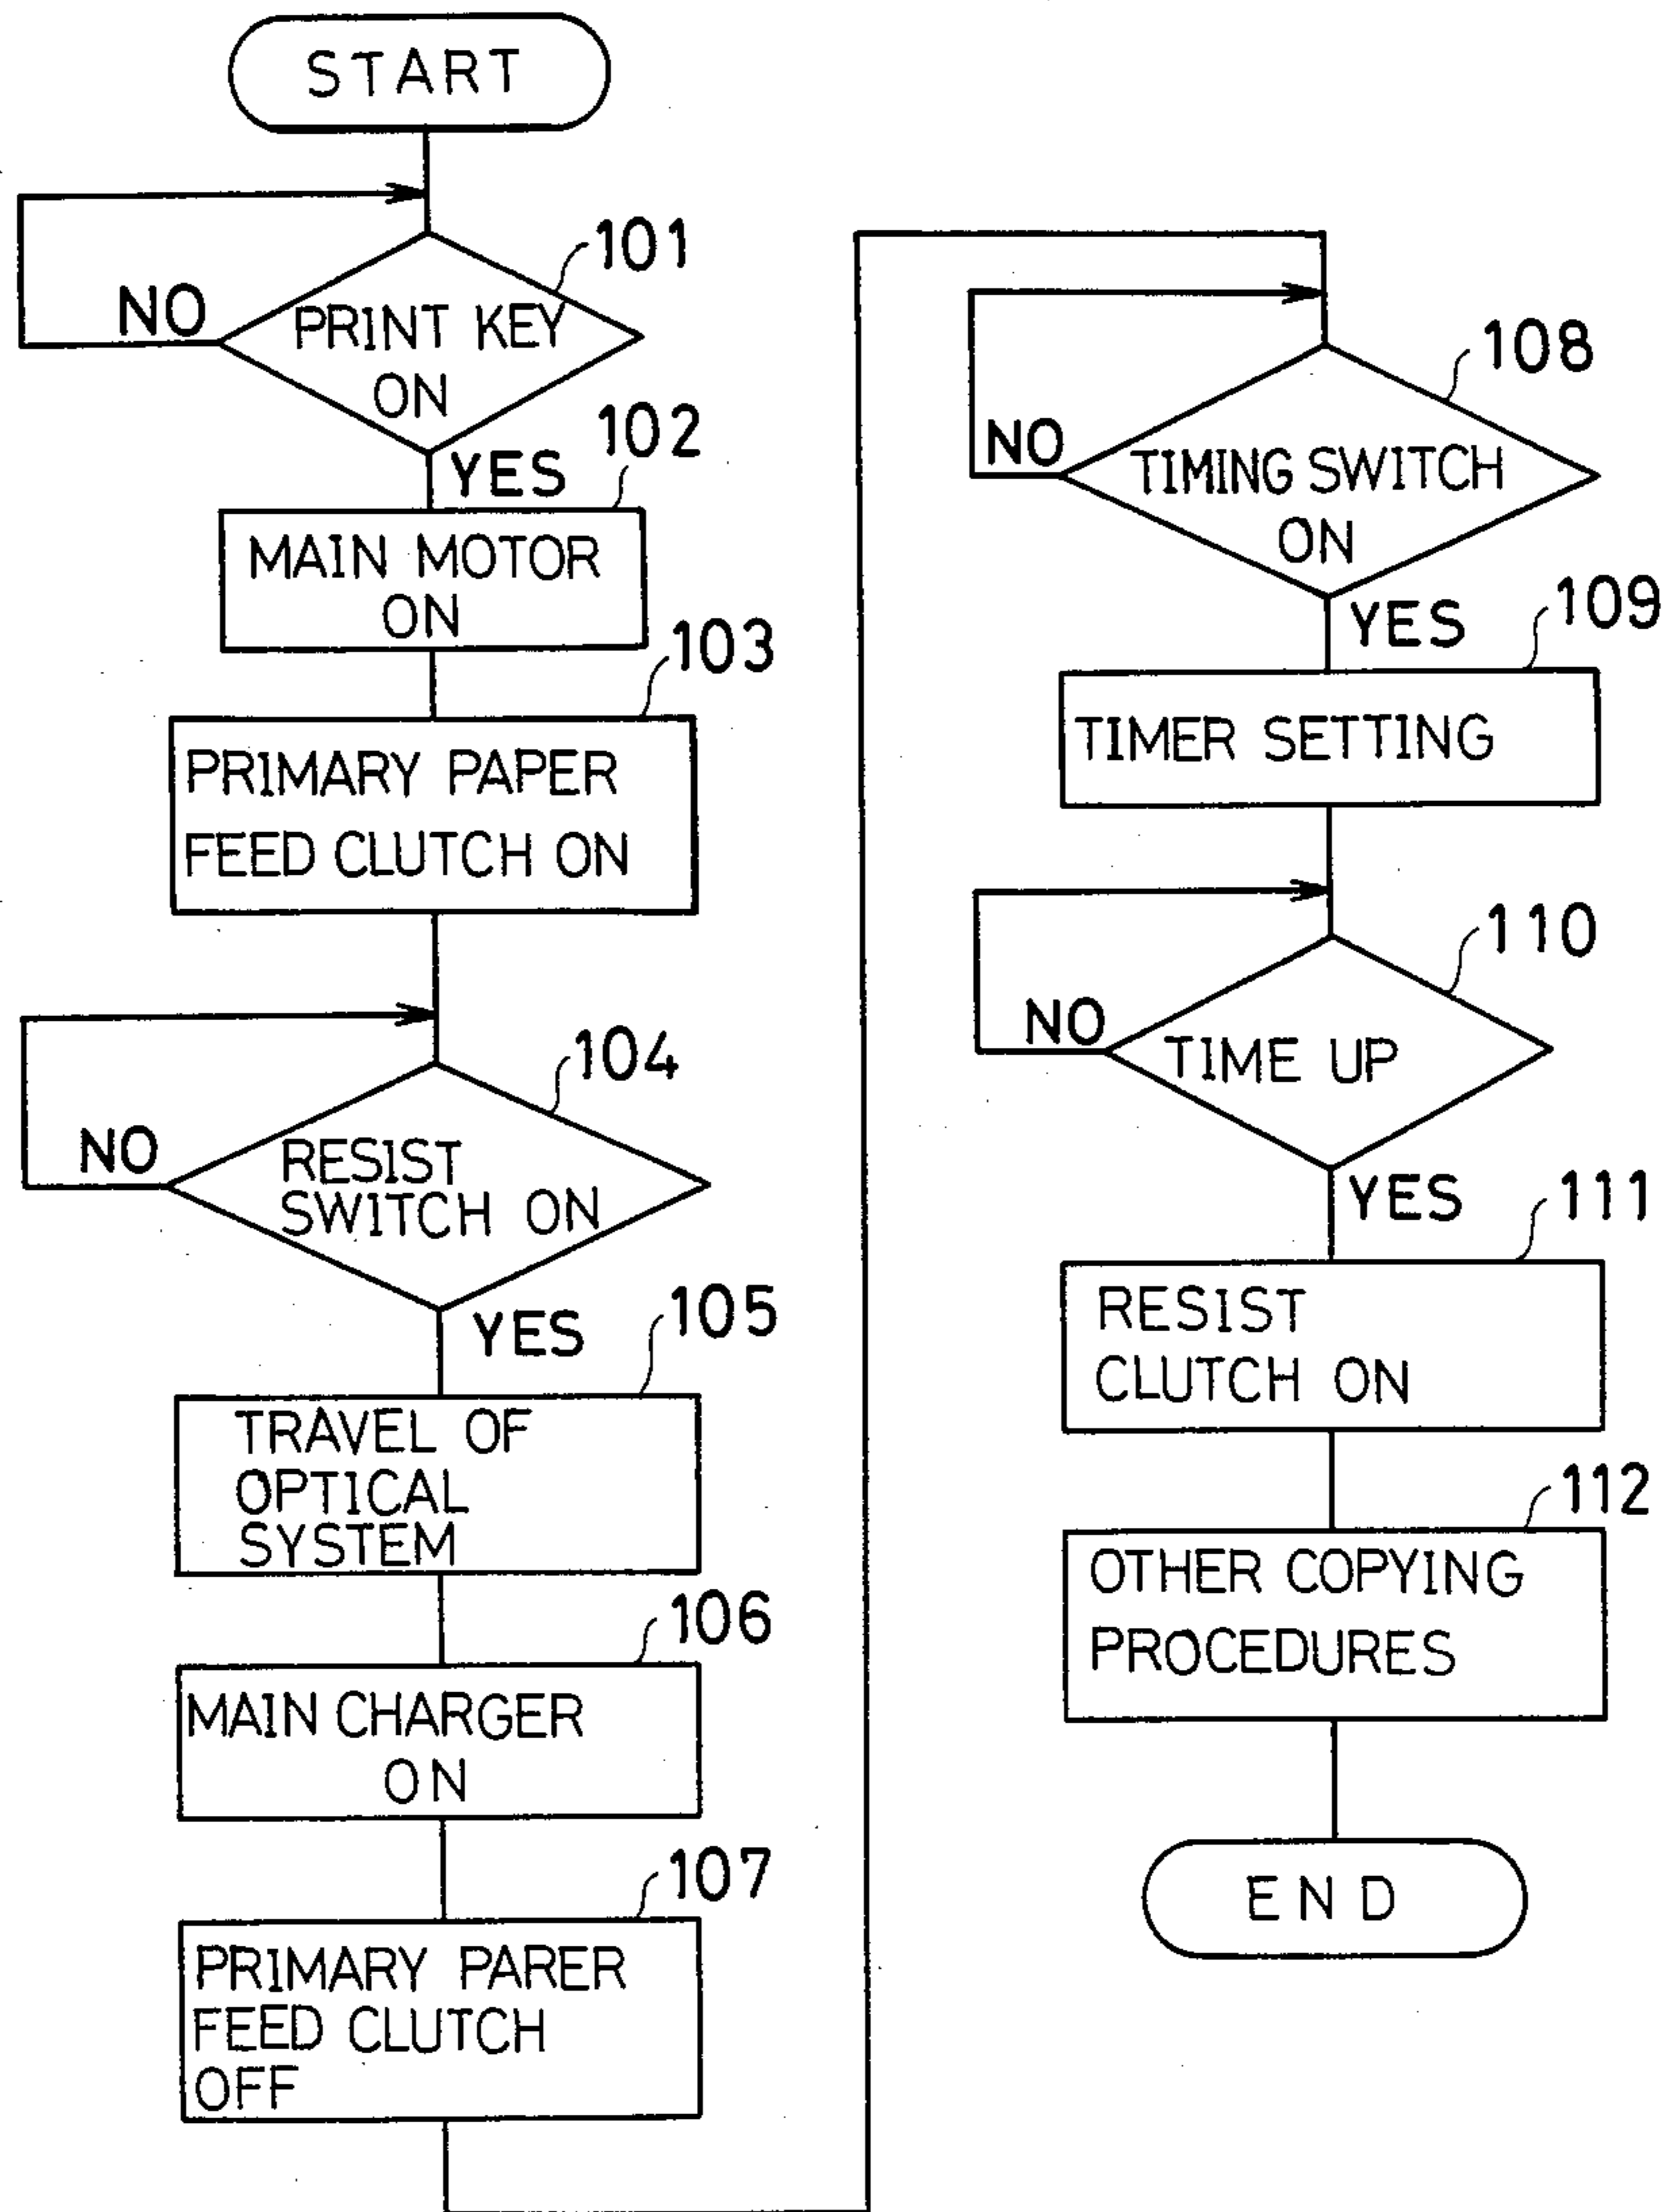 START
101
NO
PRINT KEY
ON
YES
102
MAIN MOTOR
ON
103
PRIMARY PAPER
FEED CLUTCH ON
104
NO
RESIST
SWITCH ON
YES
105
TRAVEL OF
OPTICAL
SYSTEM
106
MAIN CHARGER
ON
107
PRIMARY PARER
FEED CLUTCH
OFF
108
NO
TIMING SWITCH
ON
YES
109
TIMER SETTING
110
NO
TIME UP
YES
111
RESIST
CLUTCH ON
112
OTHER COPYING
PROCEDURES
END